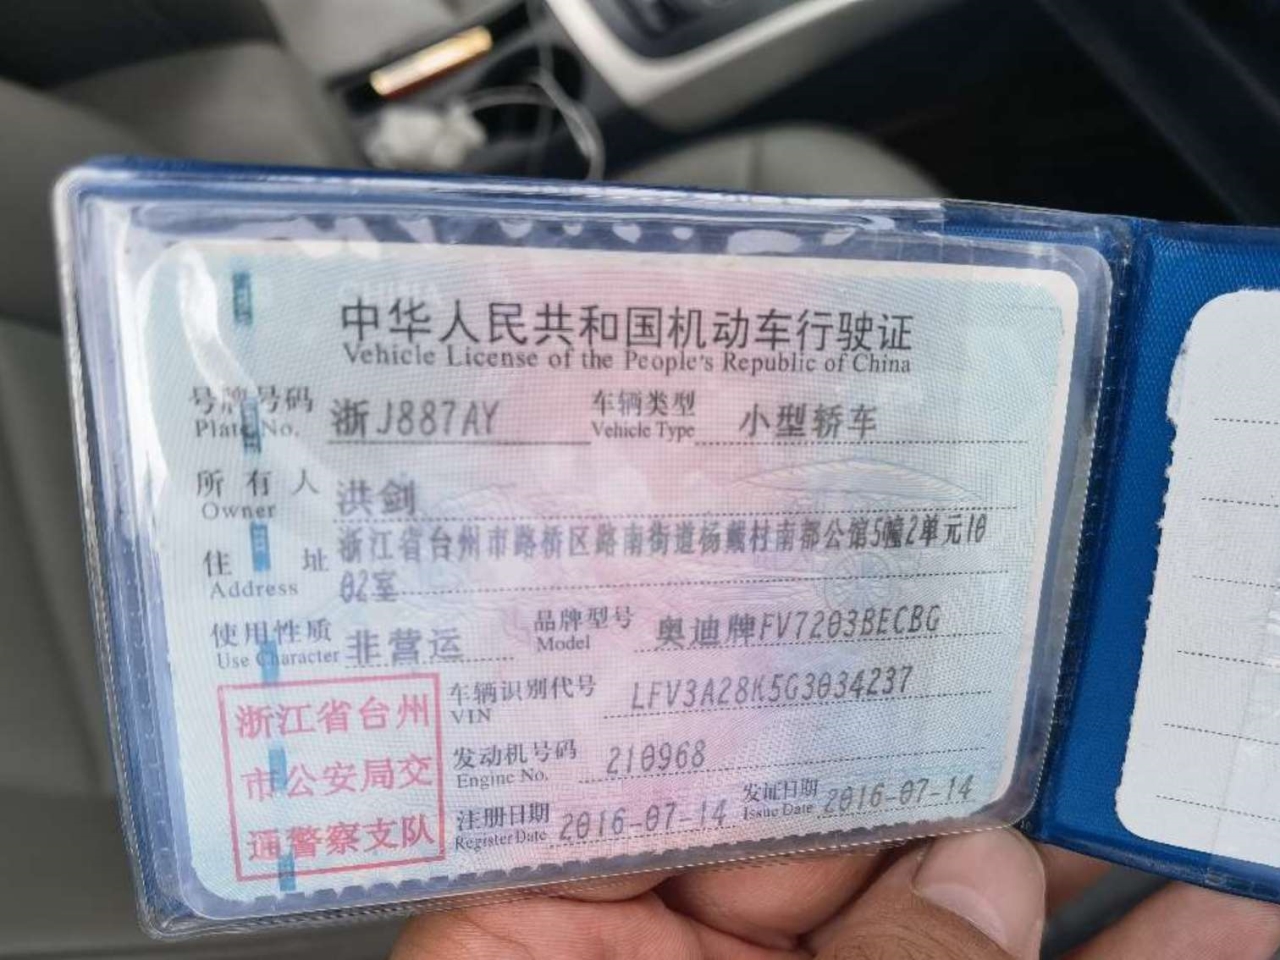 中华人民共和国机动车行驶证
Vehicle License of the People's Republic of China
号牌号码 浙J887AY 车辆类型 小型轿车
Plate No. Vehicle Type
所有人 洪剑
Owner
住址 浙江省台州市路桥区路南街道杨戴村南都公馆5幢2单元10
Address 02室
使用性质 非营运 品牌型号 奥迪牌FV7203BECBG
Use Character Model
车辆识别代号 LFV3A28K5G3034237
VIN
发动机号码 210968
Engine No.
注册日期 2016-07-14 发证日期 2016-07-14
Register Date Issue Date
浙江省台州
市公安局交
通警察支队